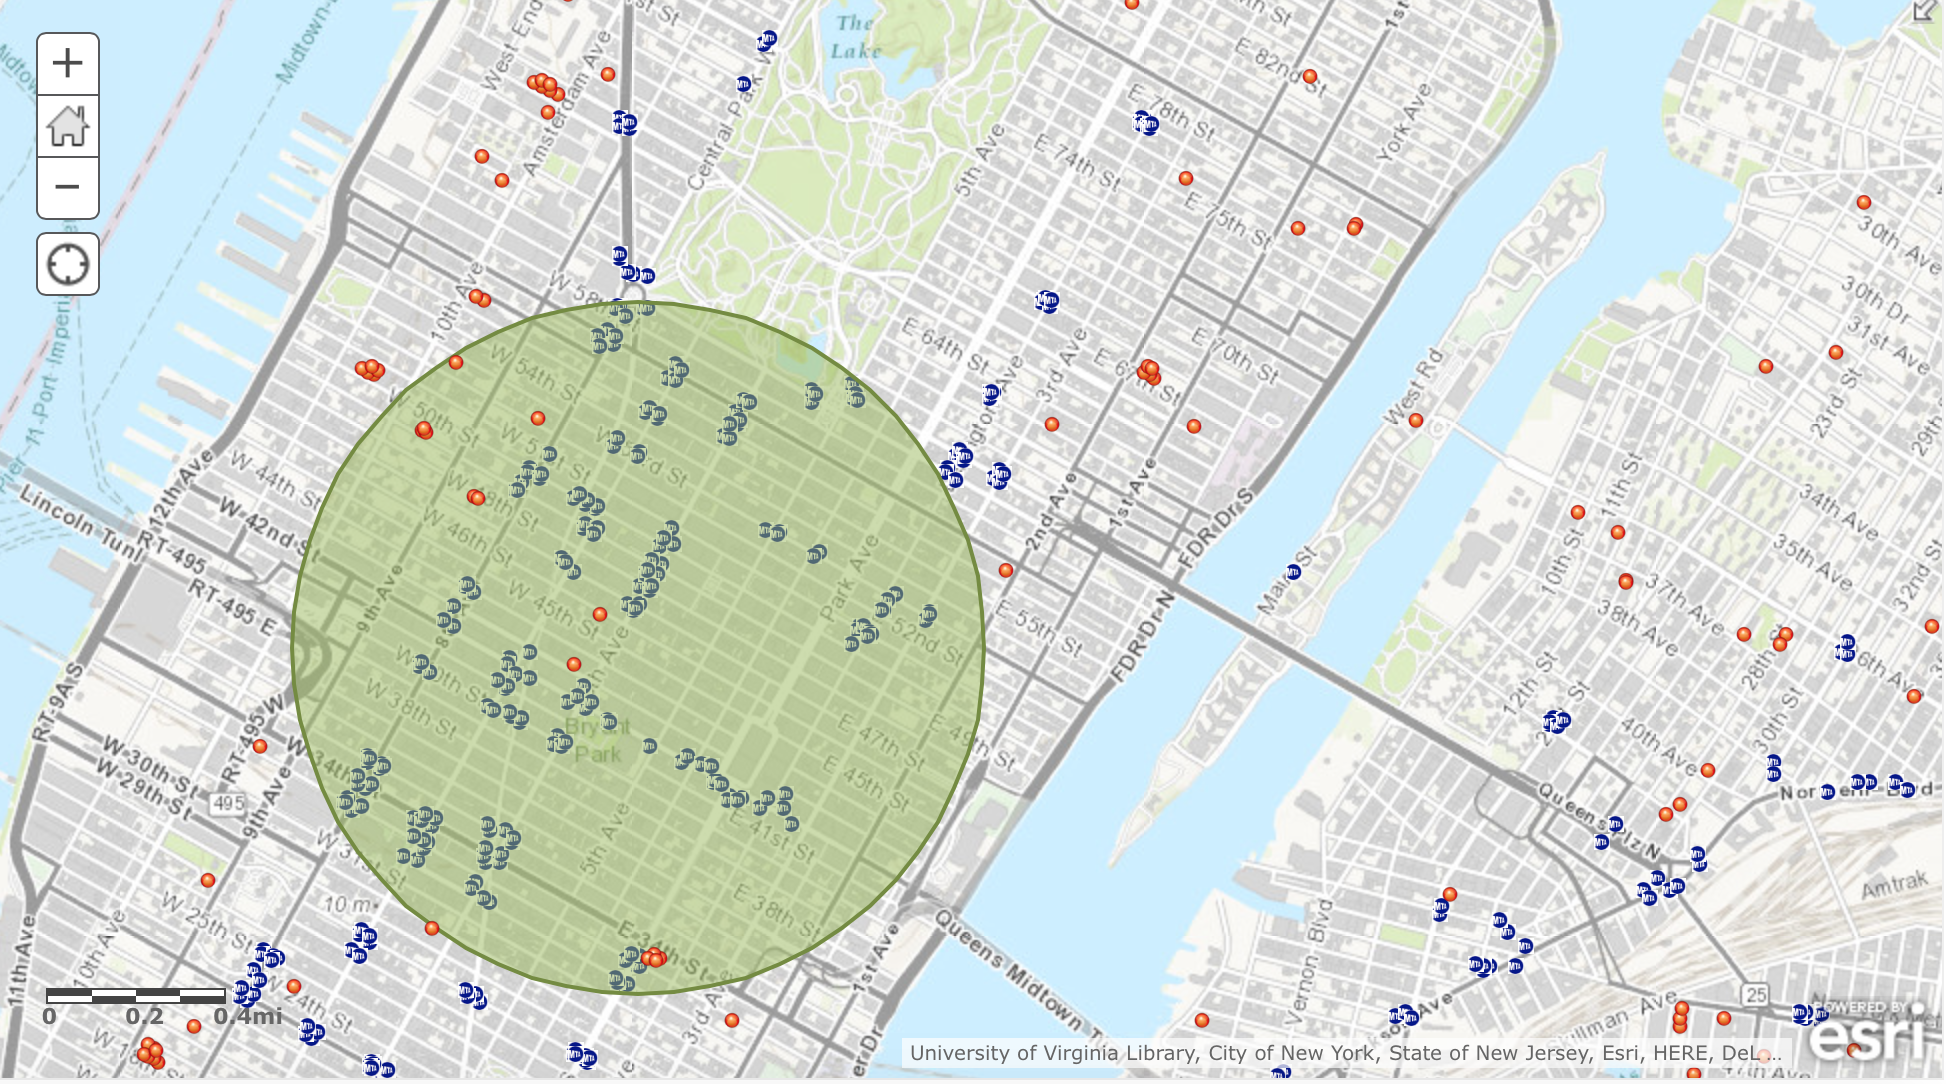 The
Lake
West End
Amsterdam Ave
Central Park W
5th Ave
E 82nd St
E 78th St
E 74th St
E 75th St
York Ave
1st
Midtown-
10th Ave
W 58th
E 64th St
3rd Ave
E 67th St
E 70th St
West Rd
30th Ave
30th Dr
31st Ave
23rd St
29th
W 54th St
W 50th St
W 51st St
W 48th St
W 46th St
W 45th St
W 44th St
W 42nd St
12th Ave
Lincoln Tunl
RT-495
RT-495 E
RT-495 W
RT-9A S
9th Ave
Park Ave
2nd Ave
1st Ave
FDR Dr S
FDR Dr N
E 55th St
52nd
E 49th St
E 47th St
E 45th St
E 41st St
E 38th St
E 34th St
Main St
11th St
10th St
12th St
34th Ave
35th Ave
32nd St
37th Ave
38th Ave
36th Ave
28th
40th Ave
30th St
W 38th St
Bryant
Park
5th Ave
W 34th
W 30th St
W 29th St
495
9th Ave
W 31st St
W 25th St
W 24th St
10th Ave
11th Ave
10 m
3rd Ave
1st Ave
Queens Midtown T
Vernon Blvd
Queens Plz N
Northern Blvd
Amtrak
25
0 0.2 0.4mi
University of Virginia Library, City of New York, State of New Jersey, Esri, HERE, DeL...
POWERED BY
esri